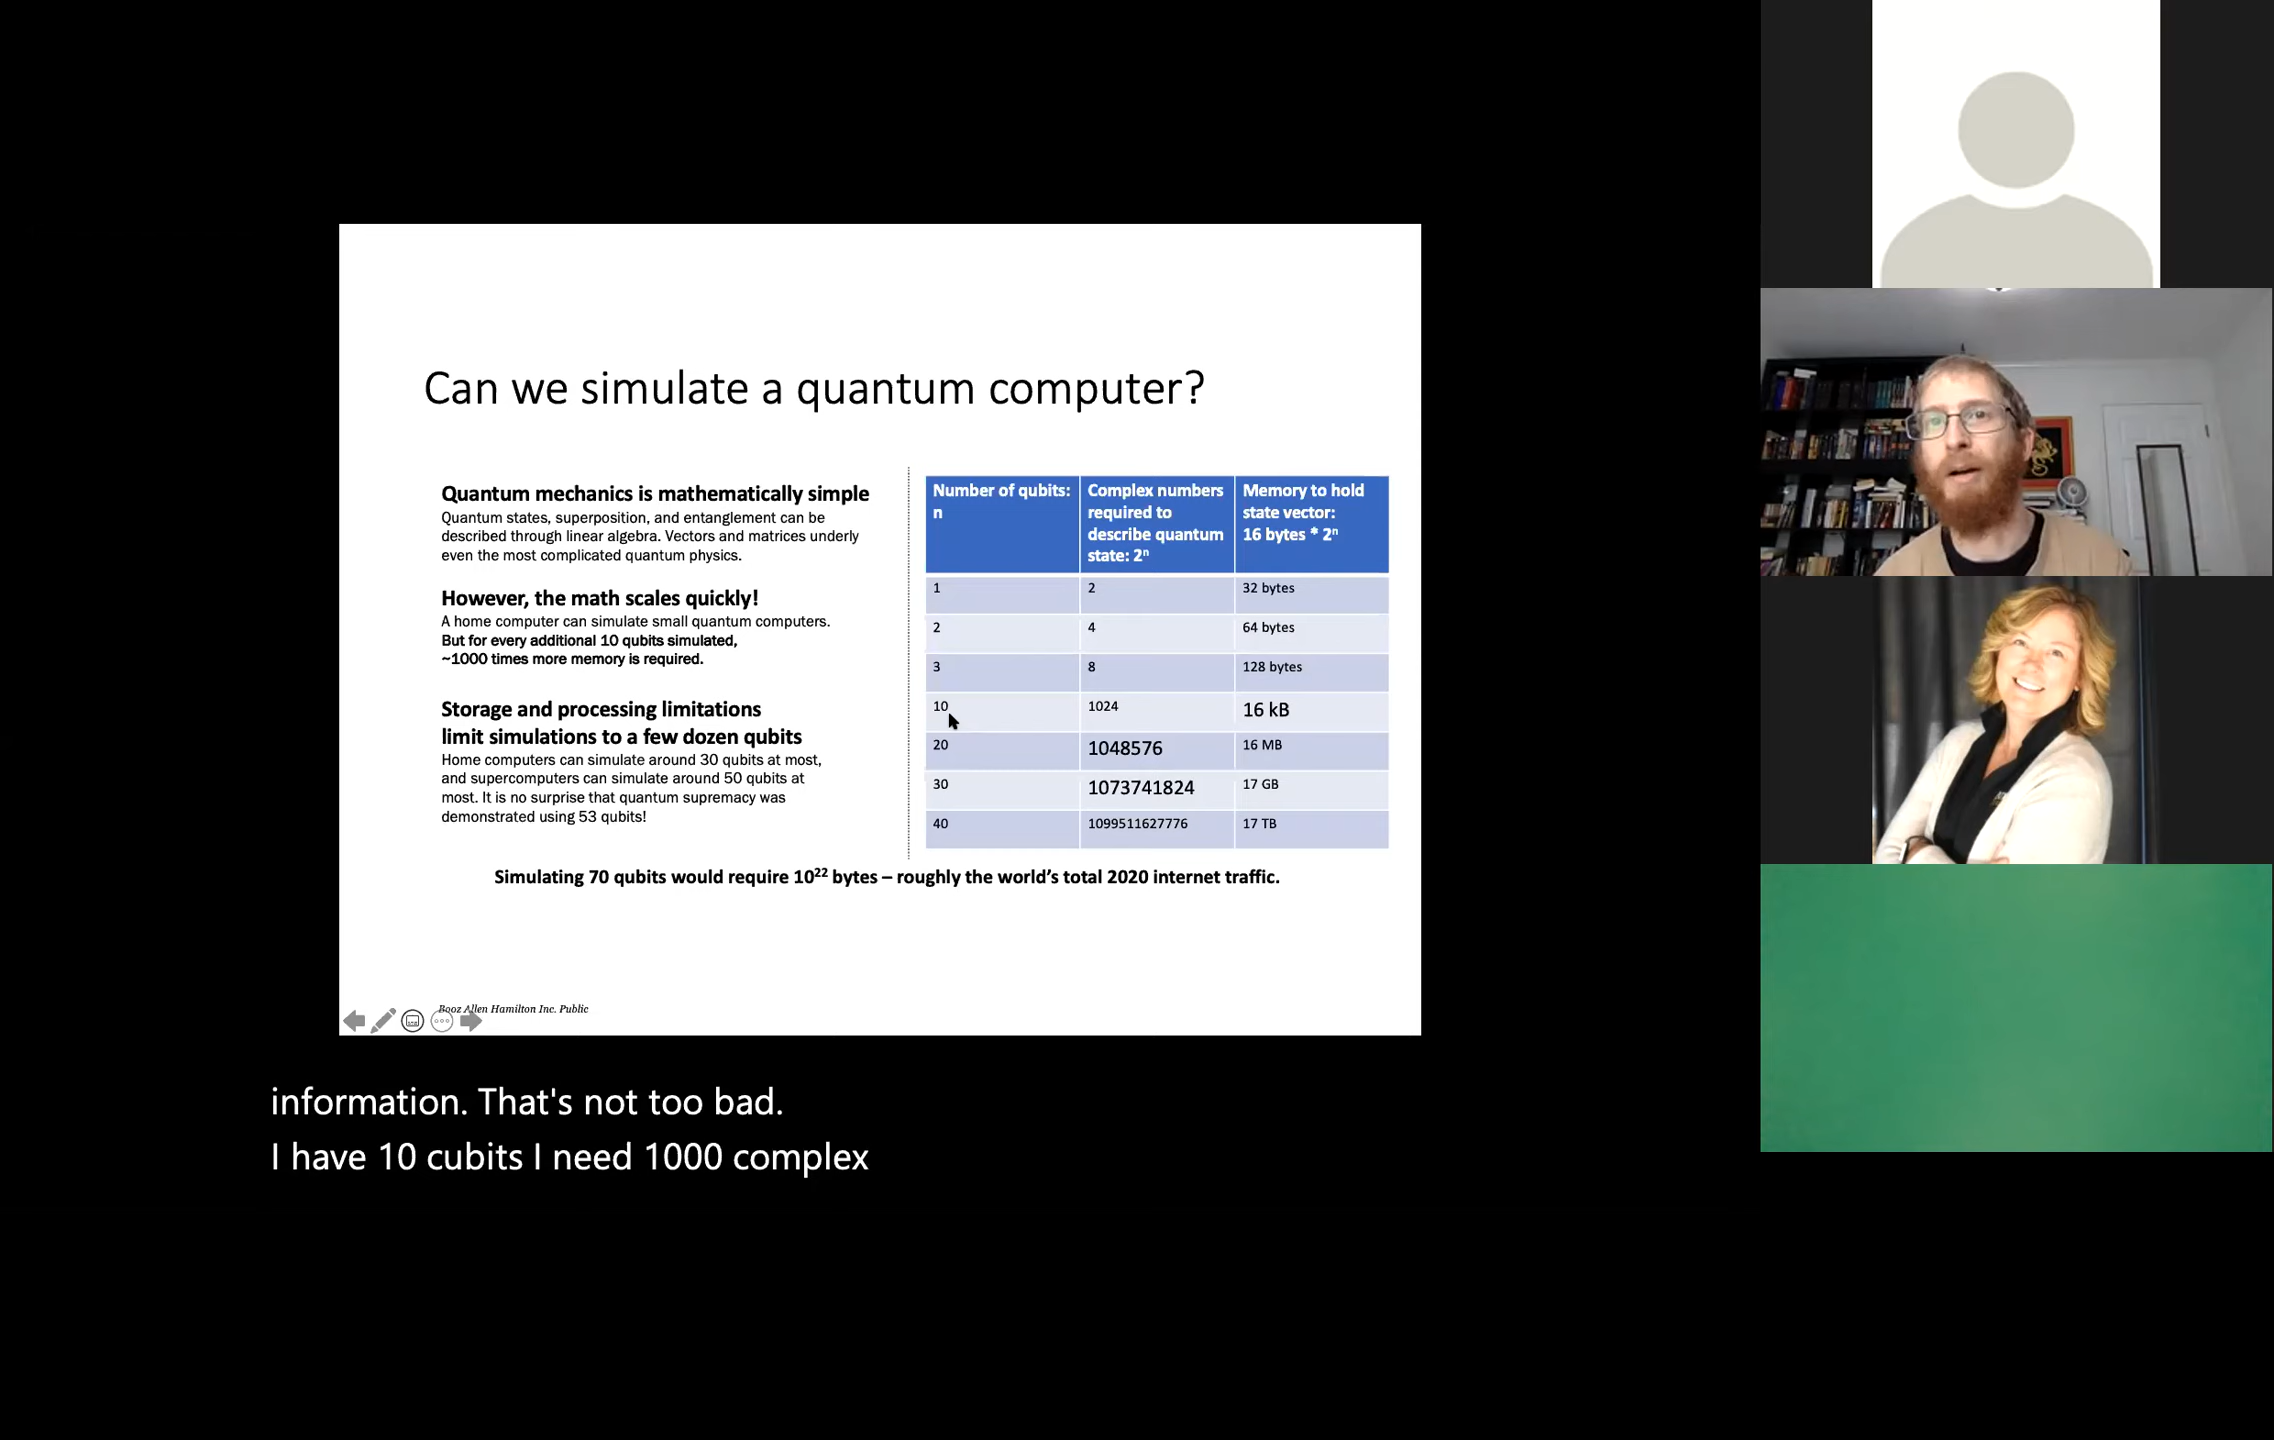 Can we simulate a quantum computer?
Quantum mechanics is mathematically simple
Quantum states, superposition, and entanglement can be
described through linear algebra. Vectors and matrices underly
even the most complicated quantum physics.
However, the math scales quickly!
A home computer can simulate small quantum computers.
But for every additional 10 qubits simulated,
~1000 times more memory is required.
Storage and processing limitations
limit simulations to a few dozen qubits
Home computers can simulate around 30 qubits at most,
and supercomputers can simulate around 50 qubits at
most. It is no surprise that quantum supremacy was
demonstrated using 53 qubits!
Number of qubits:
n
Complex numbers
required to
describe quantum
state: 2ⁿ
Memory to hold
state vector:
16 bytes * 2ⁿ
1 2 32 bytes
2 4 64 bytes
3 8 128 bytes
10 1024 16 kB
20 1048576 16 MB
30 1073741824 17 GB
40 1099511627776 17 TB
Simulating 70 qubits would require 10²² bytes – roughly the world's total 2020 internet traffic.
Booz Allen Hamilton Inc. Public
information. That's not too bad.
I have 10 cubits I need 1000 complex